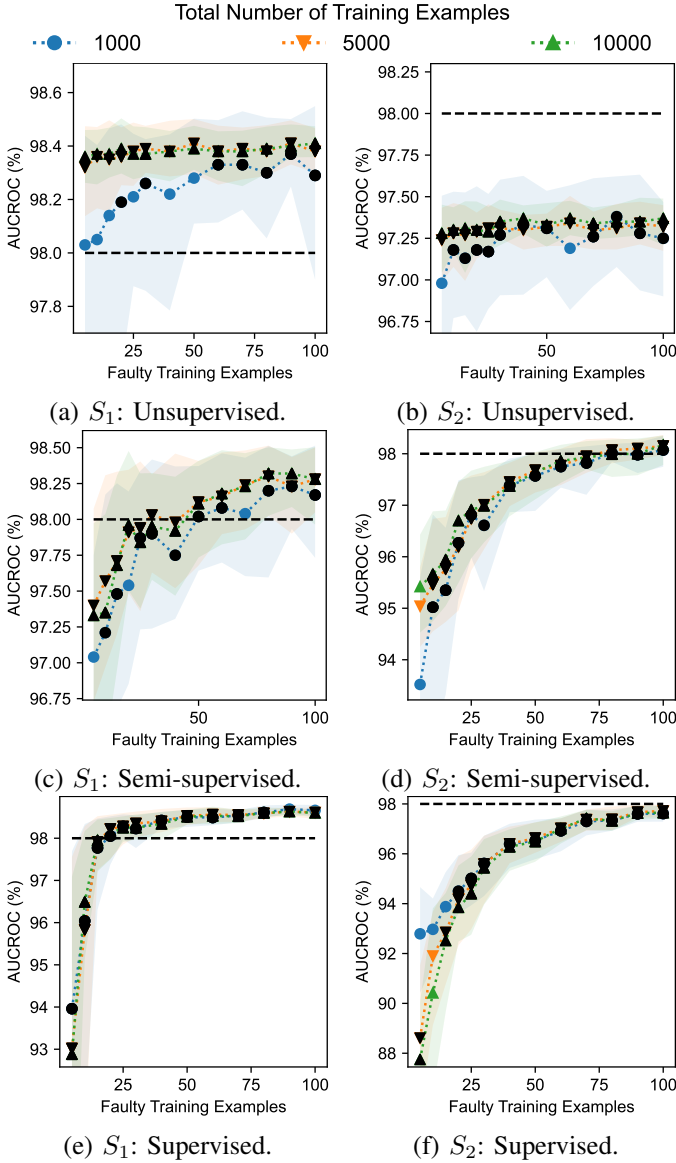 Total Number of Training Examples
1000 5000 10000
98.6
98.4
98.2
98.0
97.8
AUCROC (%)
25 50 75 100
Faulty Training Examples
(a) S₁: Unsupervised.
98.25
98.00
97.75
97.50
97.25
97.00
96.75
AUCROC (%)
50 100
Faulty Training Examples
(b) S₂: Unsupervised.
98.50
98.25
98.00
97.75
97.50
97.25
97.00
96.75
AUCROC (%)
50 100
Faulty Training Examples
(c) S₁: Semi-supervised.
98
97
96
95
94
AUCROC (%)
25 50 75 100
Faulty Training Examples
(d) S₂: Semi-supervised.
98
98
96
95
94
93
AUCROC (%)
25 50 75 100
Faulty Training Examples
(e) S₁: Supervised.
98
96
94
92
90
88
AUCROC (%)
25 50 75 100
Faulty Training Examples
(f) S₂: Supervised.